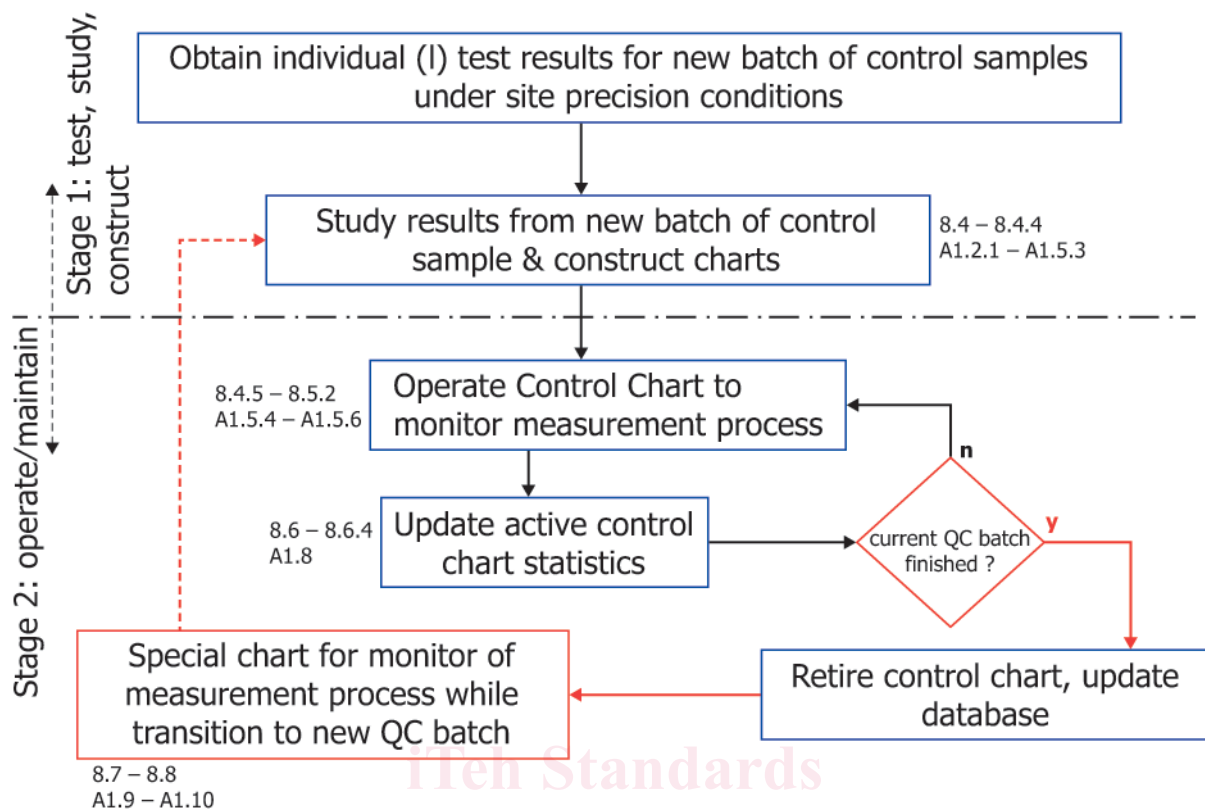 Stage 1: test, study,
construct
Obtain individual (I) test results for new batch of control samples
under site precision conditions
Study results from new batch of control
sample & construct charts
8.4 – 8.4.4
A1.2.1 – A1.5.3
Stage 2: operate/maintain
8.4.5 – 8.5.2
A1.5.4 – A1.5.6
Operate Control Chart to
monitor measurement process
n
8.6 – 8.6.4
A1.8
Update active control
chart statistics
current QC batch
finished ?
y
Special chart for monitor of
measurement process while
transition to new QC batch
Retire control chart, update
database
8.7 – 8.8
A1.9 – A1.10
iTeh Standards